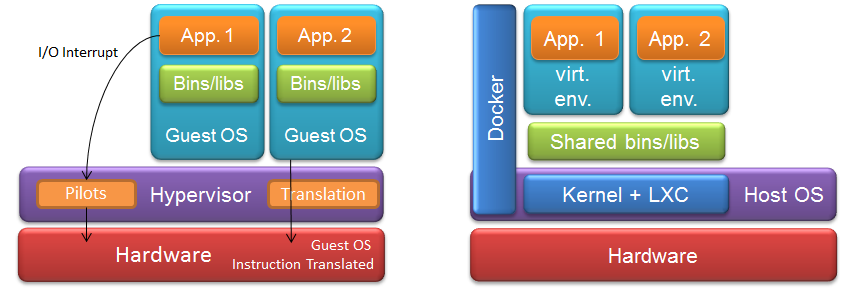 I/O Interrupt
App. 1
App. 2
Bins/libs
Bins/libs
Guest OS
Guest OS
Pilots
Hypervisor
Translation
Hardware
Guest OS
Instruction Translated
Docker
App. 1
App. 2
virt.
env.
virt.
env.
Shared bins/libs
Kernel + LXC
Host OS
Hardware